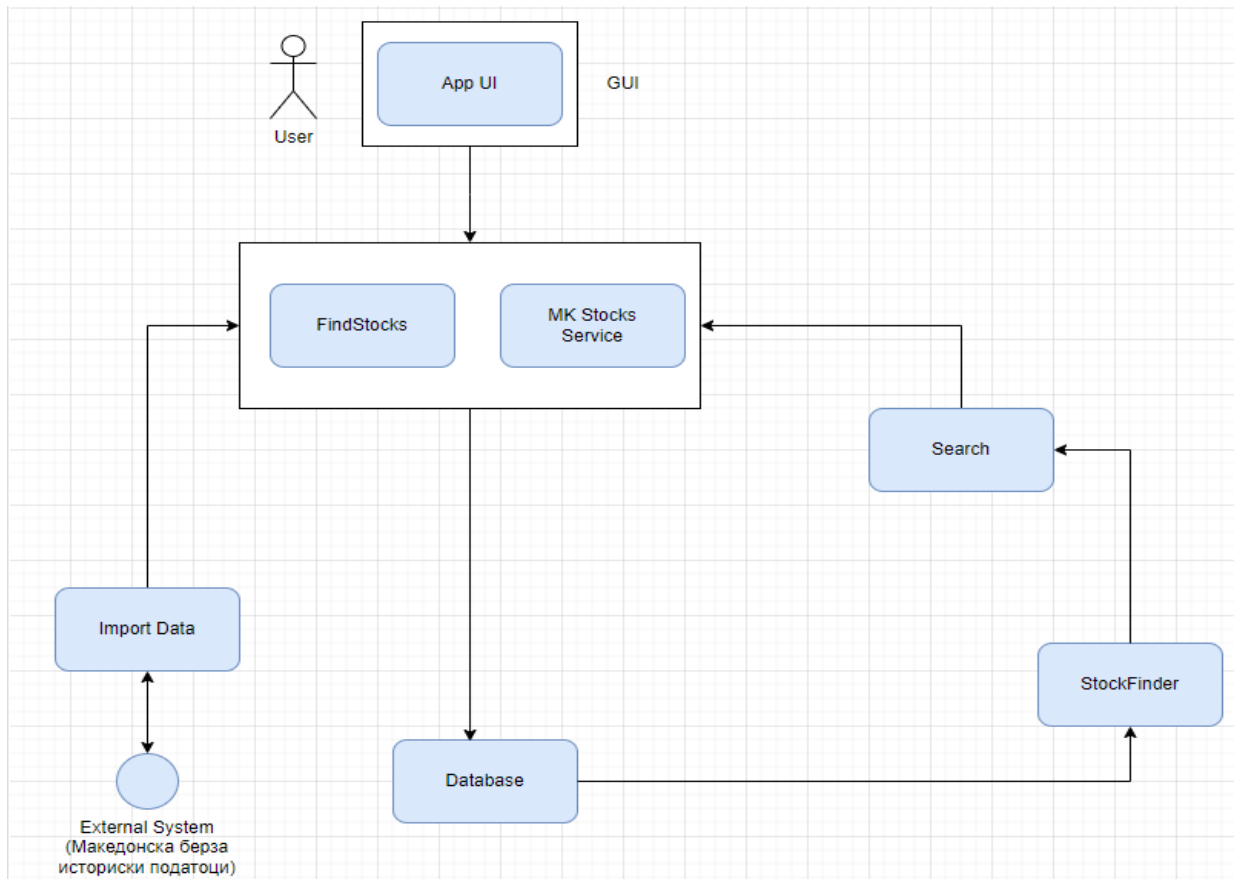 App UI
GUI
User
FindStocks
MK Stocks
Service
Search
Import Data
StockFinder
Database
External System
(Македонска берза
историски податоци)